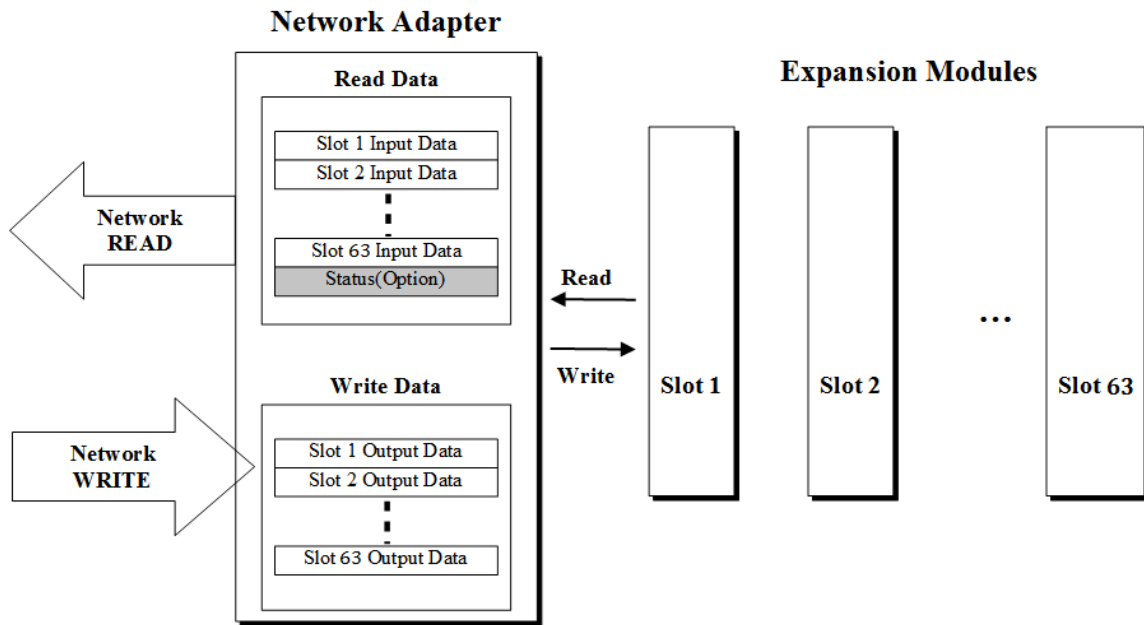 Network Adapter
Read Data
Slot 1 Input Data
Slot 2 Input Data
Slot 63 Input Data
Status(Option)
Network
READ
Write Data
Slot 1 Output Data
Slot 2 Output Data
Slot 63 Output Data
Network
WRITE
Read
Write
Expansion Modules
Slot 1
Slot 2
...
Slot 63